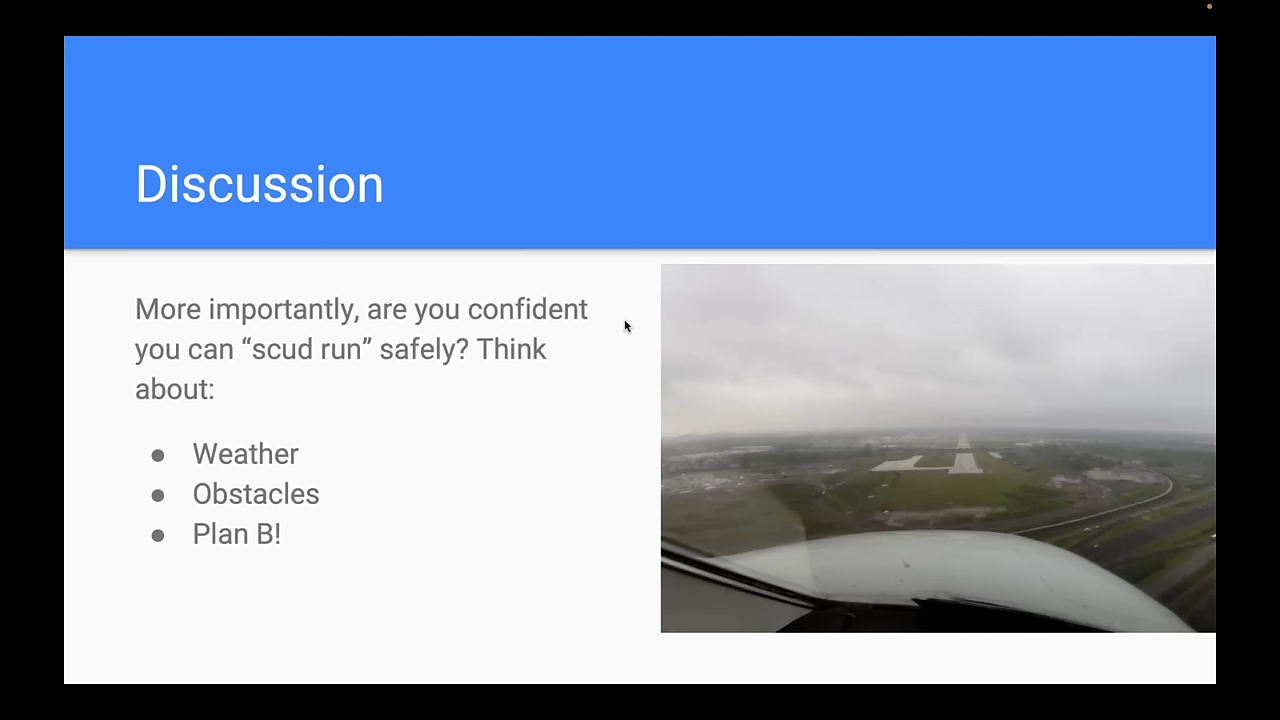 Discussion
More importantly, are you confident
you can “scud run” safely? Think
about:
● Weather
● Obstacles
● Plan B!